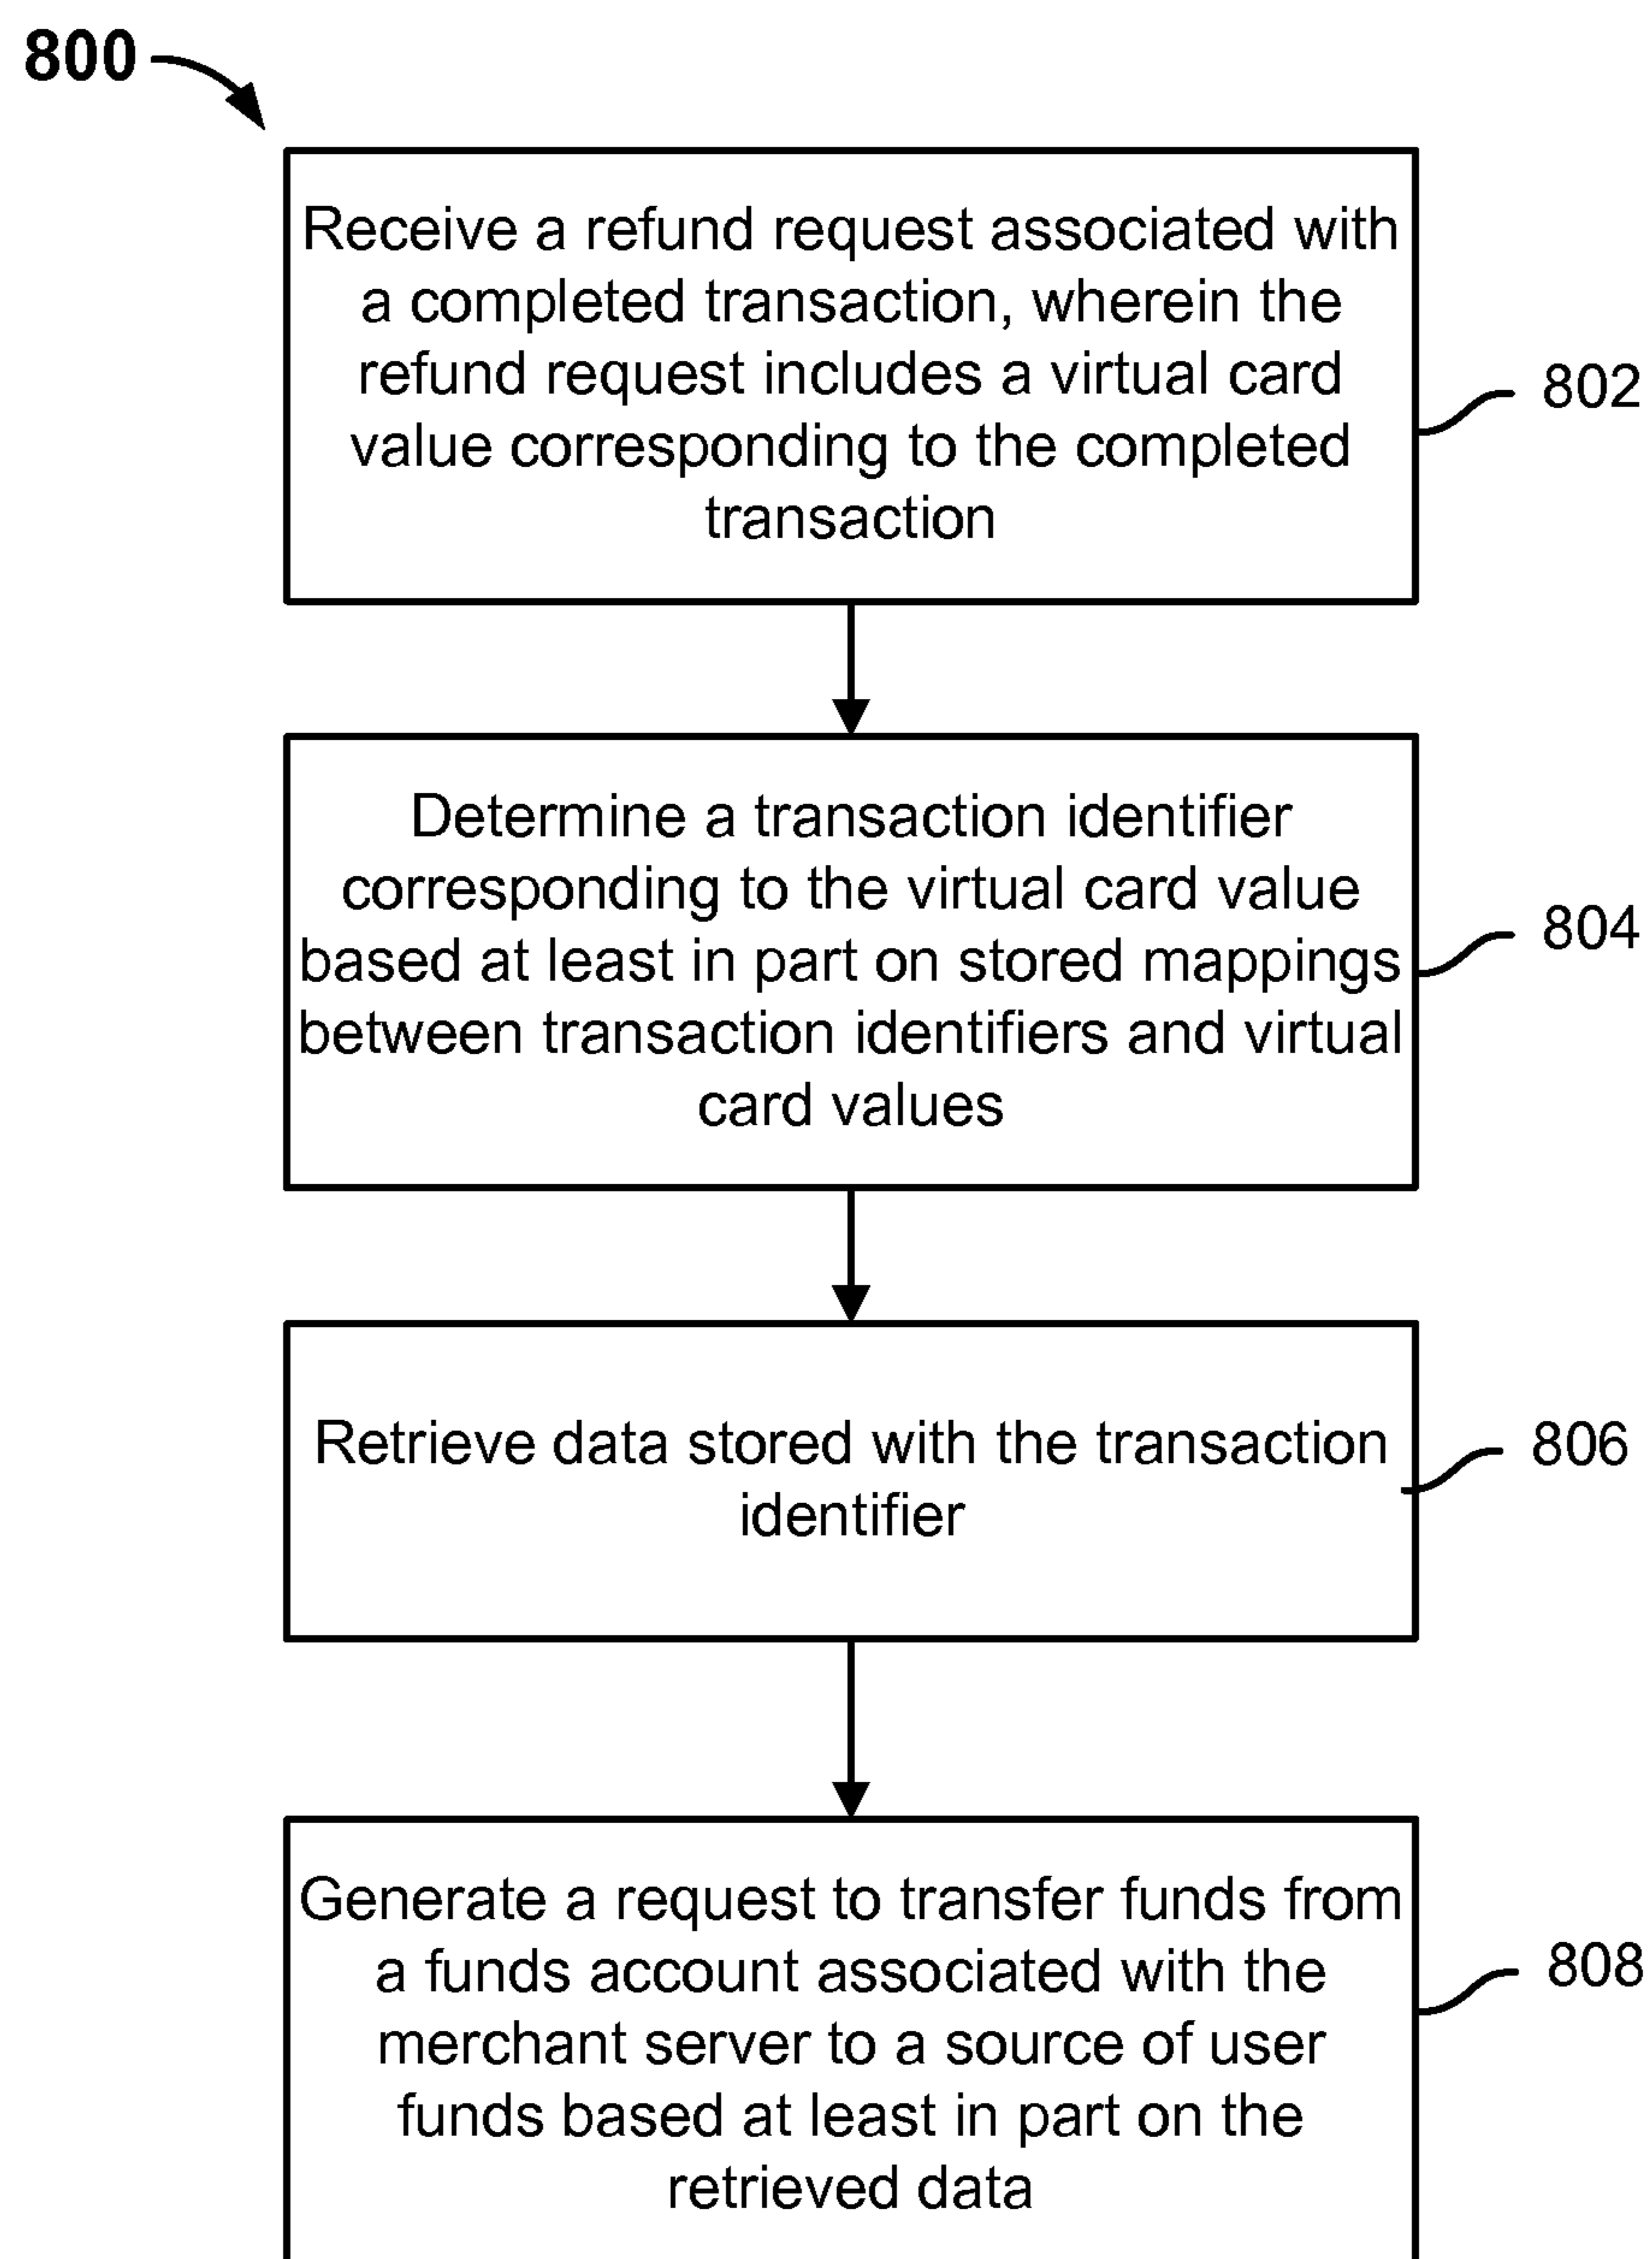 800
Receive a refund request associated with
a completed transaction, wherein the
refund request includes a virtual card
value corresponding to the completed
transaction
802
Determine a transaction identifier
corresponding to the virtual card value
based at least in part on stored mappings
between transaction identifiers and virtual
card values
804
Retrieve data stored with the transaction
identifier
806
Generate a request to transfer funds from
a funds account associated with the
merchant server to a source of user
funds based at least in part on the
retrieved data
808